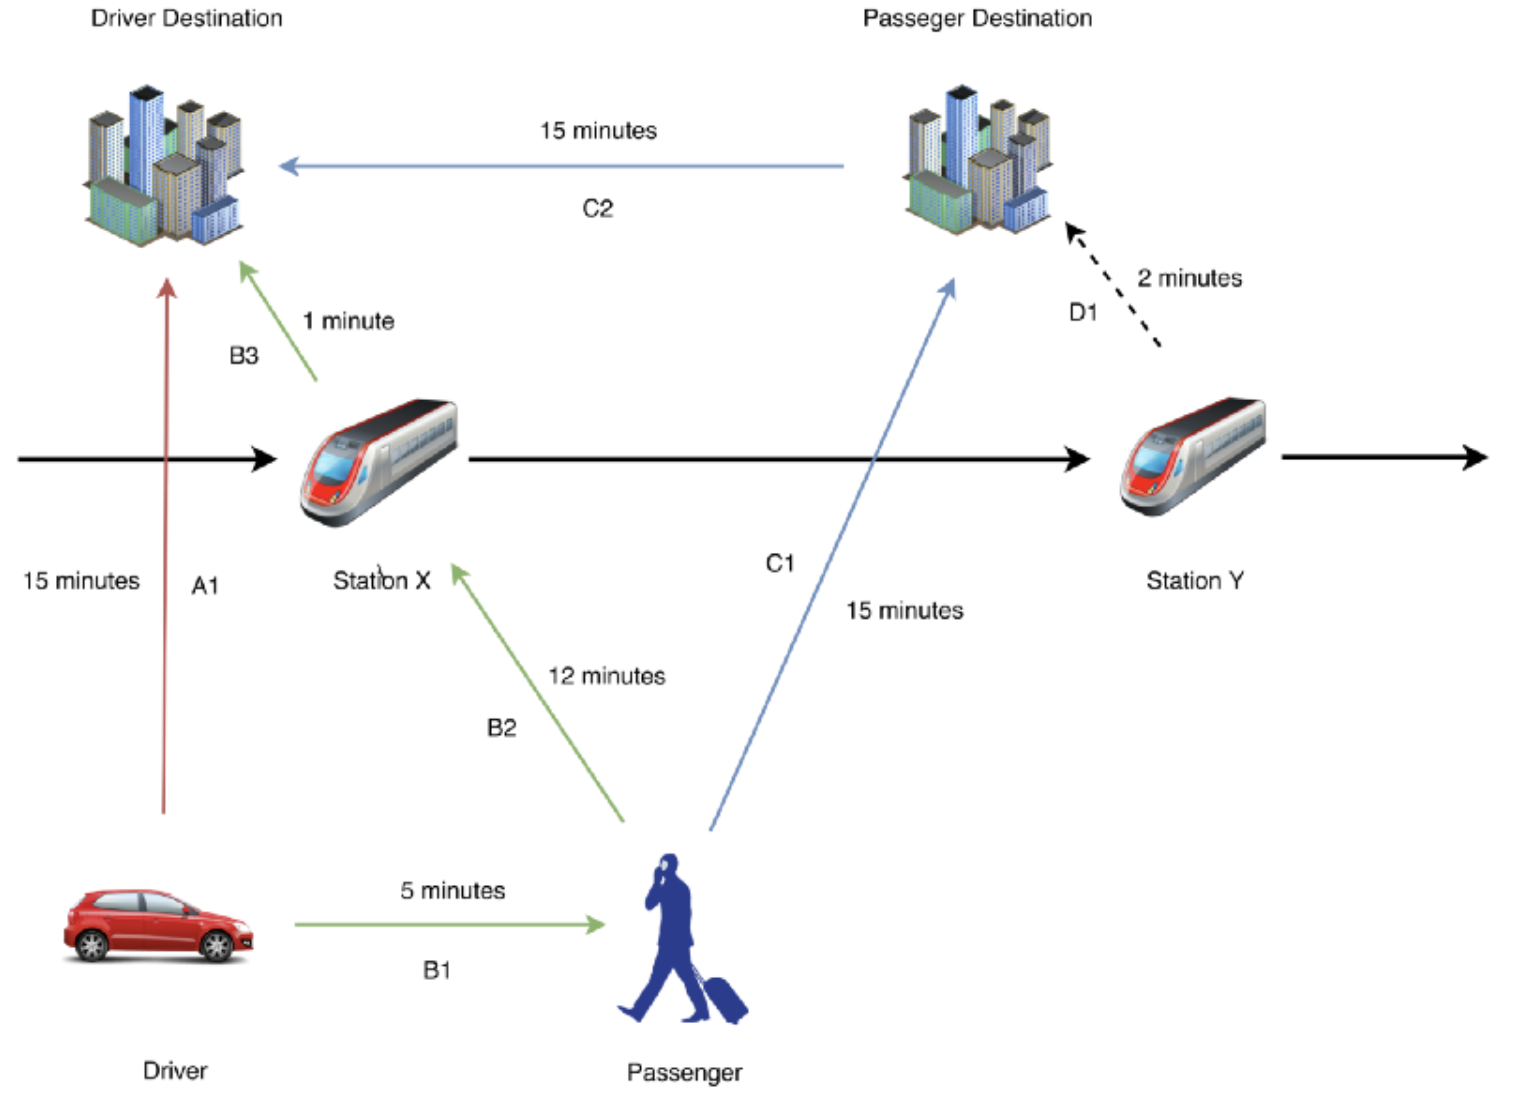 Driver Destination
Passeger Destination
15 minutes
C2
2 minutes
D1
1 minute
B3
C1
15 minutes
A1
Station X
Station Y
15 minutes
12 minutes
B2
5 minutes
B1
Driver
Passenger